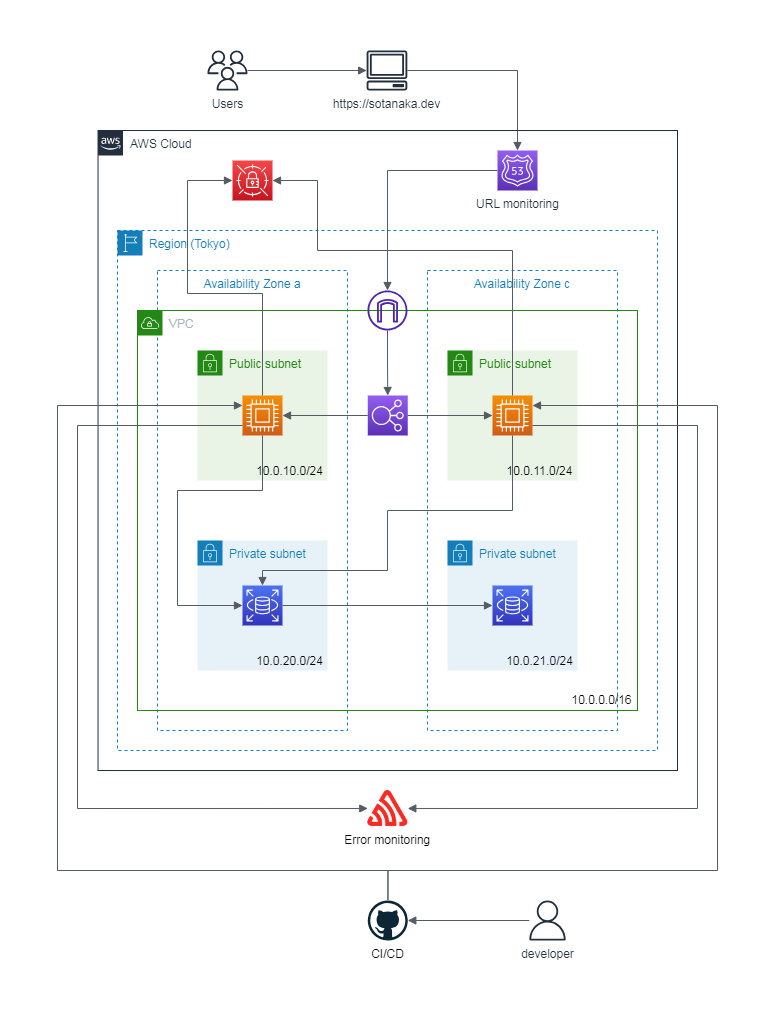 Users
https://sotanaka.dev
aws
AWS Cloud
53
URL monitoring
Region (Tokyo)
Availability Zone a
Availability Zone c
VPC
Public subnet
Public subnet
10.0.10.0/24
10.0.11.0/24
Private subnet
Private subnet
10.0.20.0/24
10.0.21.0/24
10.0.0.0/16
Error monitoring
CI/CD
developer